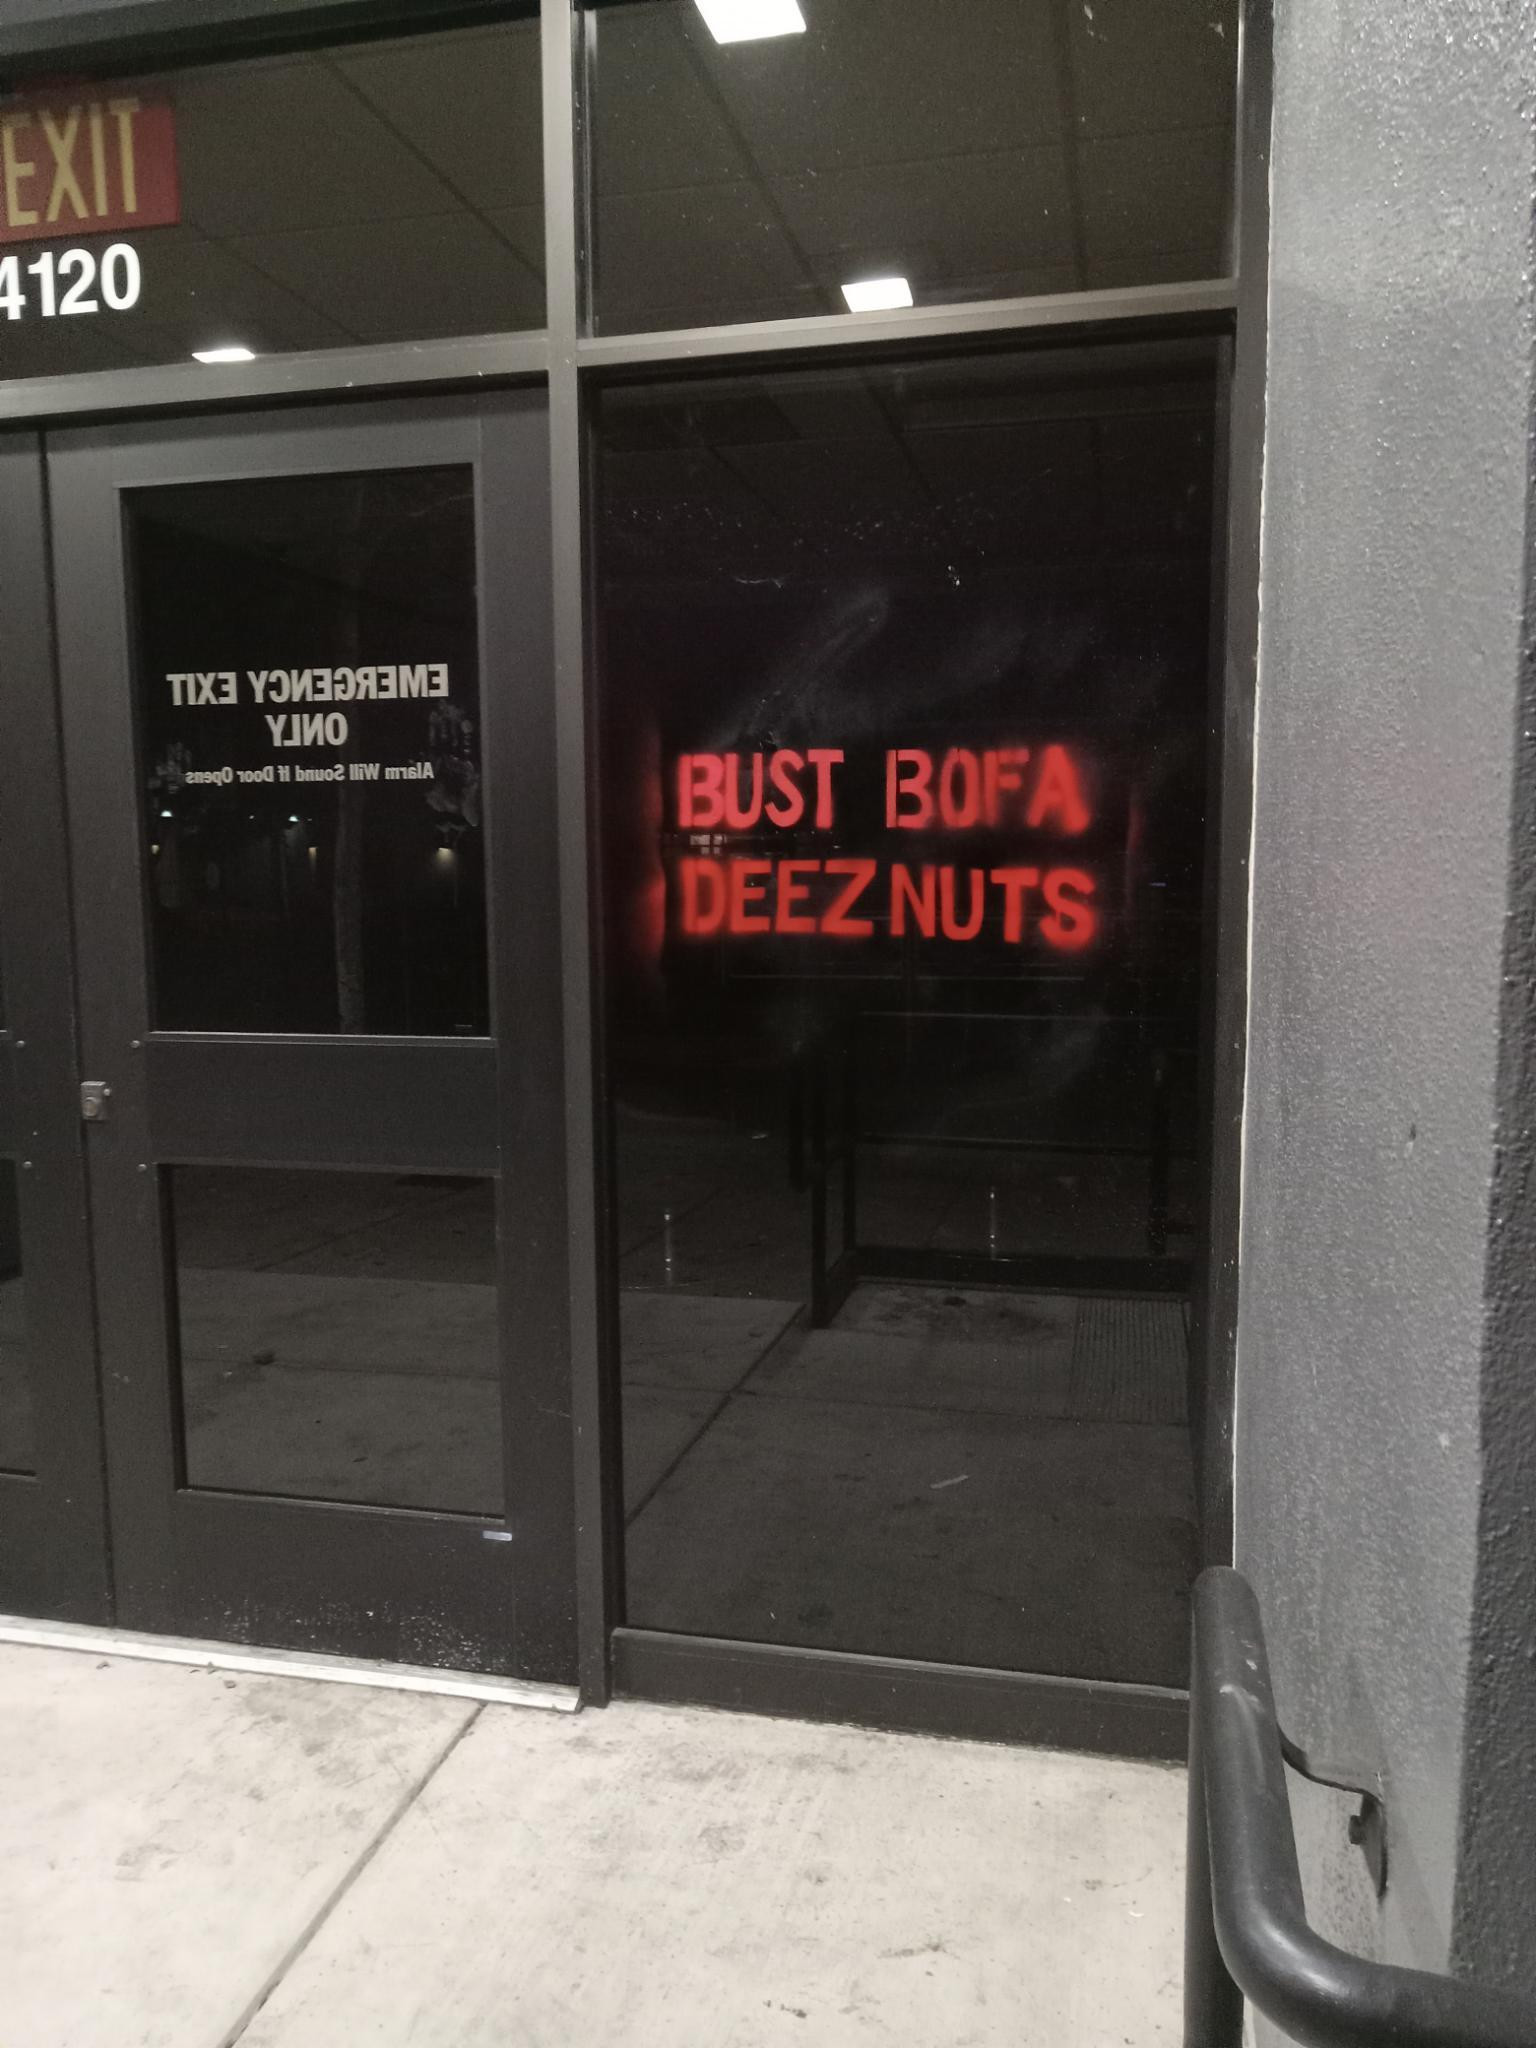 EXIT
4120
EMERGENCY EXIT
ONLY
Alarm Will Sound If Door Opens
BUST BOFA
DEEZ NUTS